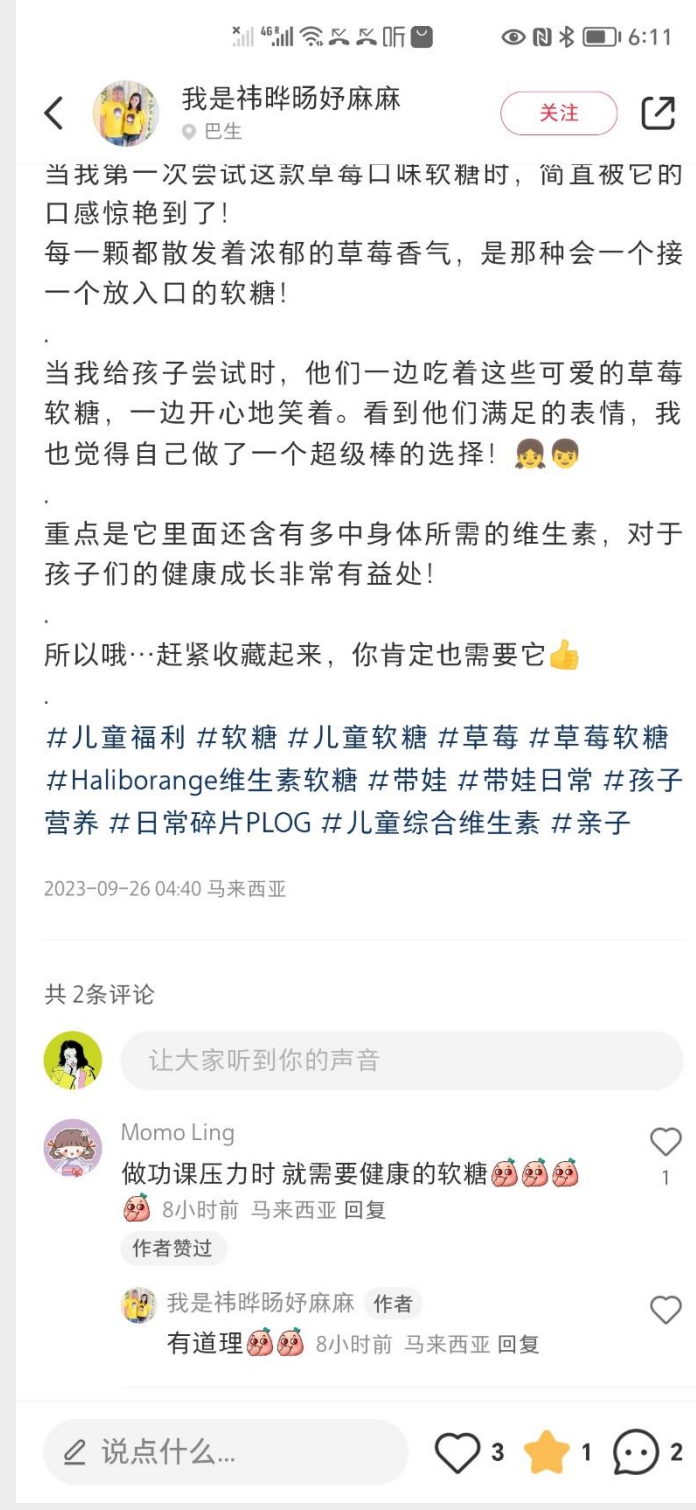 听 6:11
我是祎晔旸妤麻麻
巴生
关注
当我第一次尝试这款草莓口味软糖时，简直被它的
口感惊艳到了！
每一颗都散发着浓郁的草莓香气，是那种会一个接
一个放入口的软糖！
.
当我给孩子尝试时，他们一边吃着这些可爱的草莓
软糖，一边开心地笑着。看到他们满足的表情，我
也觉得自己做了一个超级棒的选择！👧👦
.
重点是它里面还含有多中身体所需的维生素，对于
孩子们的健康成长非常有益处！
.
所以哦…赶紧收藏起来，你肯定也需要它👍
.
#儿童福利 #软糖 #儿童软糖 #草莓 #草莓软糖
#Haliborange维生素软糖 #带娃 #带娃日常 #孩子
营养 #日常碎片PLOG #儿童综合维生素 #亲子
2023-09-26 04:40 马来西亚
共 2条评论
让大家听到你的声音
Momo Ling
做功课压力时 就需要健康的软糖
8小时前 马来西亚 回复
1
作者赞过
我是祎晔旸妤麻麻 作者
有道理 8小时前 马来西亚 回复
说点什么... 3 1 2